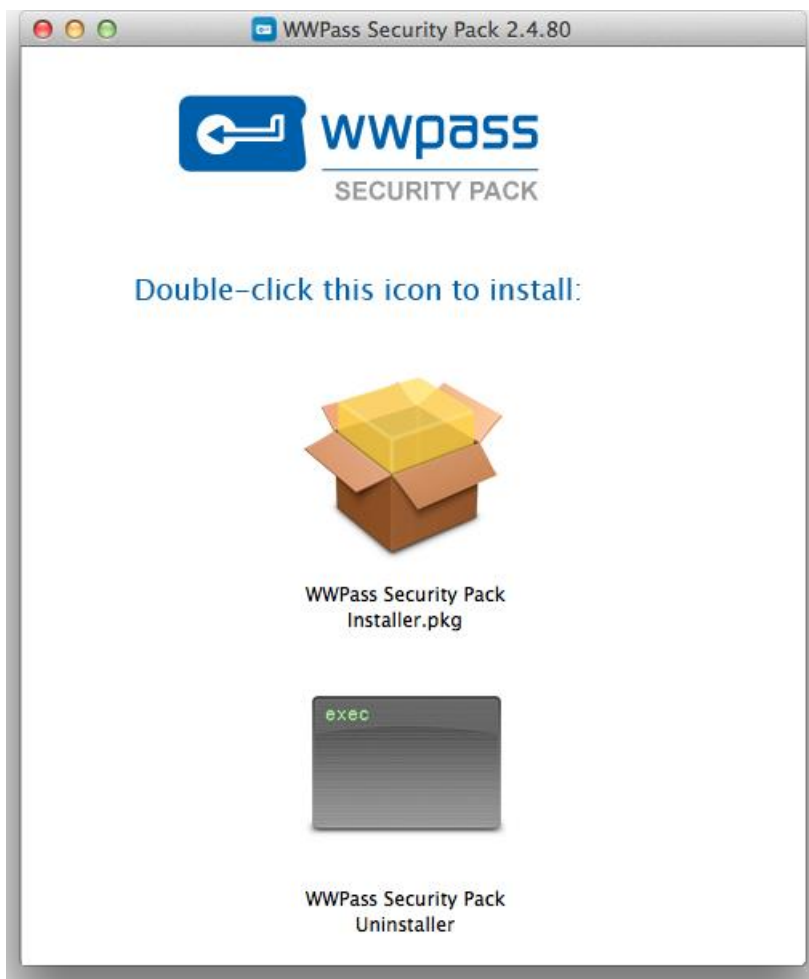 WWPass Security Pack 2.4.80
wwpass
SECURITY PACK
Double-click this icon to install:
WWPass Security Pack
Installer.pkg
exec
WWPass Security Pack
Uninstaller